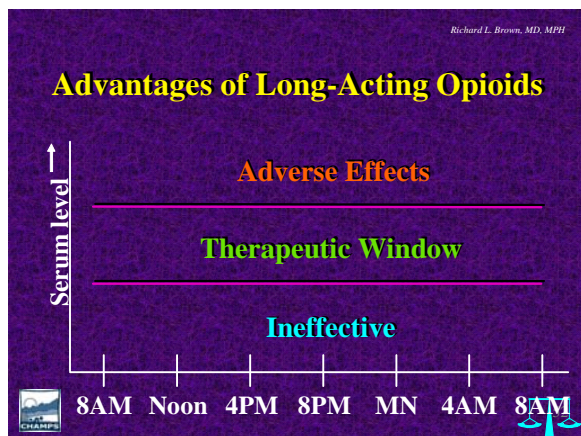 Richard L. Brown, MD, MPH
Advantages of Long-Acting Opioids
Serum level
Adverse Effects
Therapeutic Window
Ineffective
8AM Noon 4PM 8PM MN 4AM 8AM
CHAMPS